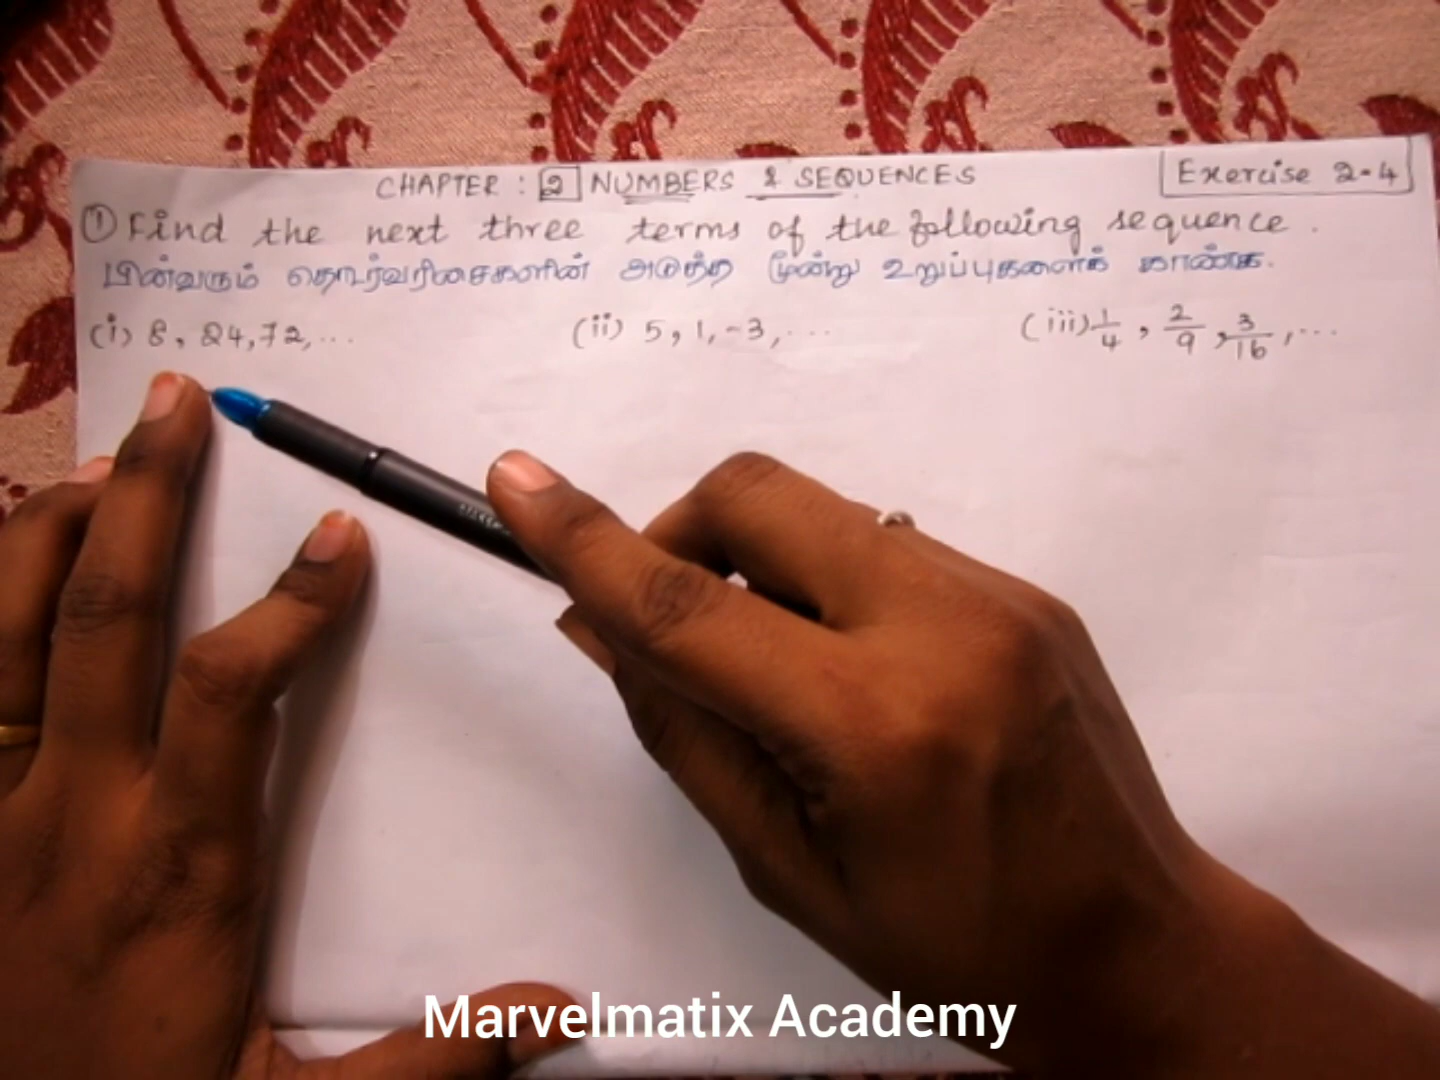 CHAPTER : 2 NUMBERS & SEQUENCES
Exercise 2.4
① Find the next three terms of the following sequence.
பின்வரும் தொடர்வரிசைகளின் அடுத்த மூன்று உறுப்புகளைக் காண்க.
(i) 8, 24, 72, ... (ii) 5, 1, -3, ... (iii) 1/4, 2/9, 3/16, ...
Marvelmatix Academy